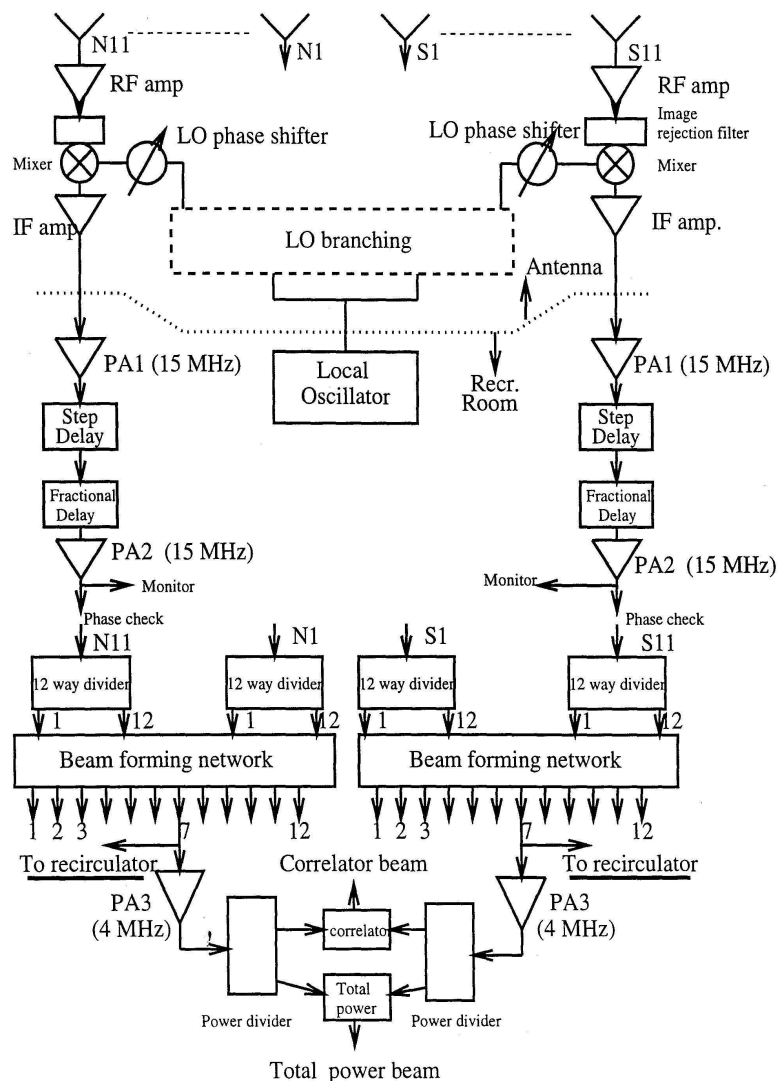 N11
N1
S1
S11
RF amp
RF amp
Image
rejection filter
LO phase shifter
LO phase shifter
Mixer
Mixer
IF amp
IF amp.
LO branching
Antenna
PA1 (15 MHz)
Local
Oscillator
Recr.
Room
PA1 (15 MHz)
Step
Delay
Step
Delay
Fractional
Delay
Fractional
Delay
PA2 (15 MHz)
PA2 (15 MHz)
Monitor
Monitor
Phase check
Phase check
N11
N1
S1
S11
12 way divider
12 way divider
12 way divider
12 way divider
1
12
1
12
1
12
1
12
Beam forming network
Beam forming network
1
2
3
7
12
1
2
3
7
12
To recirculator
Correlator beam
To recirculator
PA3
(4 MHz)
PA3
(4 MHz)
correlato
Total
power
Power divider
Power divider
Total power beam